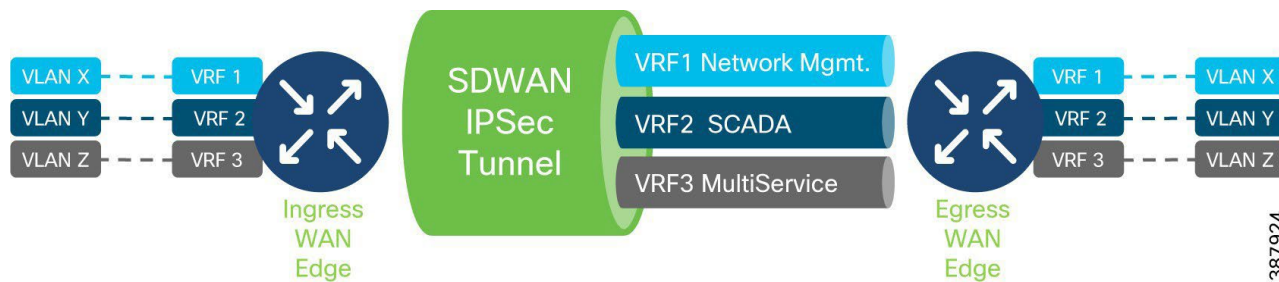 VLAN X
VRF 1
VLAN Y
VRF 2
VLAN Z
VRF 3
Ingress
WAN
Edge
SDWAN
IPSec
Tunnel
VRF1 Network Mgmt.
VRF2 SCADA
VRF3 MultiService
Egress
WAN
Edge
VRF 1
VLAN X
VRF 2
VLAN Y
VRF 3
VLAN Z
387924